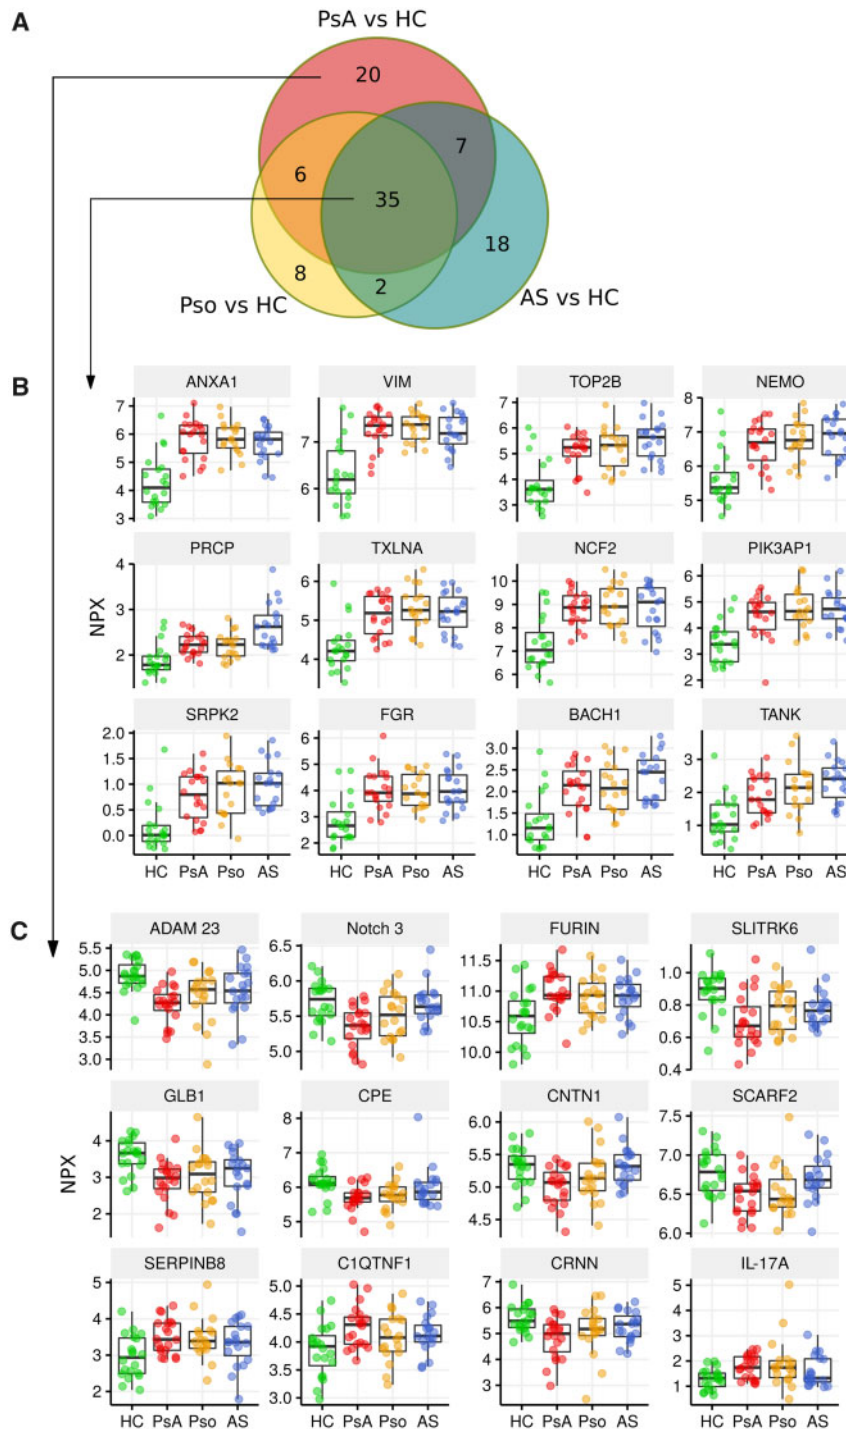 A
PsA vs HC
20
7
6
35
18
8
2
Pso vs HC
AS vs HC
B
ANXA1 VIM TOP2B NEMO
7 6 5 4 3
7 6
7 6 5 4 3
8 7 6 5
PRCP TXLNA NCF2 PIK3AP1
NPX
4 3 2
6 5 4
10 9 8 7 6
6 5 4 3 2
SRPK2 FGR BACH1 TANK
2.0 1.5 1.0 0.5 0.0
6 5 4 3 2
3.0 2.5 2.0 1.5 1.0
4 3 2 1
HC PsA Pso AS HC PsA Pso AS HC PsA Pso AS HC PsA Pso AS
C
ADAM 23 Notch 3 FURIN SLITRK6
5.5 5.0 4.5 4.0 3.5 3.0
6.5 6.0 5.5 5.0
11.5 11.0 10.5 10.0
1.0 0.8 0.6 0.4
GLB1 CPE CNTN1 SCARF2
NPX
4 3 2
8 7 6 5
6.0 5.5 5.0 4.5
7.5 7.0 6.5 6.0
SERPINB8 C1QTNF1 CRNN IL-17A
5 4 3 2
5.0 4.5 4.0 3.5 3.0
7 6 5 4 3
5 4 3 2 1
HC PsA Pso AS HC PsA Pso AS HC PsA Pso AS HC PsA Pso AS